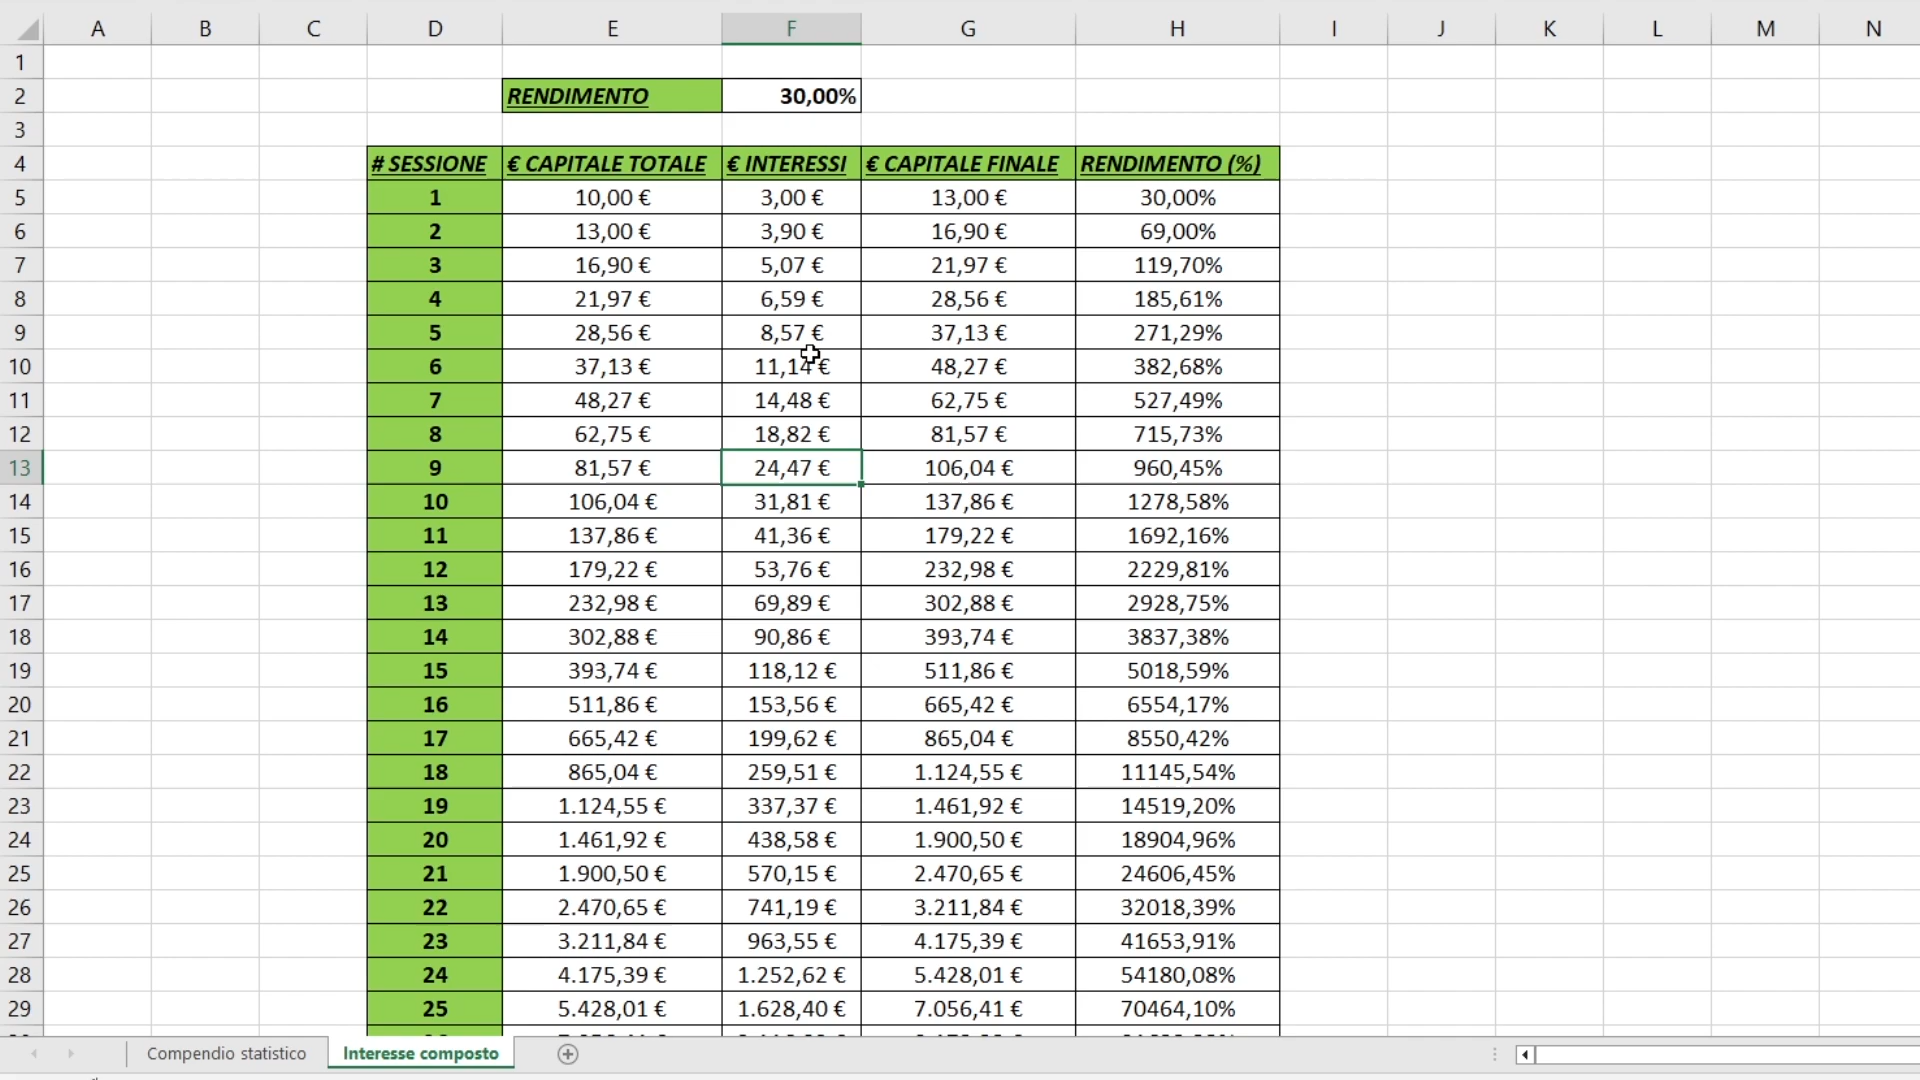 A B C D E F G H I J K L M N
1
2 RENDIMENTO 30,00%
3
4 # SESSIONE € CAPITALE TOTALE € INTERESSI € CAPITALE FINALE RENDIMENTO (%)
5 1 10,00 € 3,00 € 13,00 € 30,00%
6 2 13,00 € 3,90 € 16,90 € 69,00%
7 3 16,90 € 5,07 € 21,97 € 119,70%
8 4 21,97 € 6,59 € 28,56 € 185,61%
9 5 28,56 € 8,57 € 37,13 € 271,29%
10 6 37,13 € 11,14 € 48,27 € 382,68%
11 7 48,27 € 14,48 € 62,75 € 527,49%
12 8 62,75 € 18,82 € 81,57 € 715,73%
13 9 81,57 € 24,47 € 106,04 € 960,45%
14 10 106,04 € 31,81 € 137,86 € 1278,58%
15 11 137,86 € 41,36 € 179,22 € 1692,16%
16 12 179,22 € 53,76 € 232,98 € 2229,81%
17 13 232,98 € 69,89 € 302,88 € 2928,75%
18 14 302,88 € 90,86 € 393,74 € 3837,38%
19 15 393,74 € 118,12 € 511,86 € 5018,59%
20 16 511,86 € 153,56 € 665,42 € 6554,17%
21 17 665,42 € 199,62 € 865,04 € 8550,42%
22 18 865,04 € 259,51 € 1.124,55 € 11145,54%
23 19 1.124,55 € 337,37 € 1.461,92 € 14519,20%
24 20 1.461,92 € 438,58 € 1.900,50 € 18904,96%
25 21 1.900,50 € 570,15 € 2.470,65 € 24606,45%
26 22 2.470,65 € 741,19 € 3.211,84 € 32018,39%
27 23 3.211,84 € 963,55 € 4.175,39 € 41653,91%
28 24 4.175,39 € 1.252,62 € 5.428,01 € 54180,08%
29 25 5.428,01 € 1.628,40 € 7.056,41 € 70464,10%
Compendio statistico Interesse composto